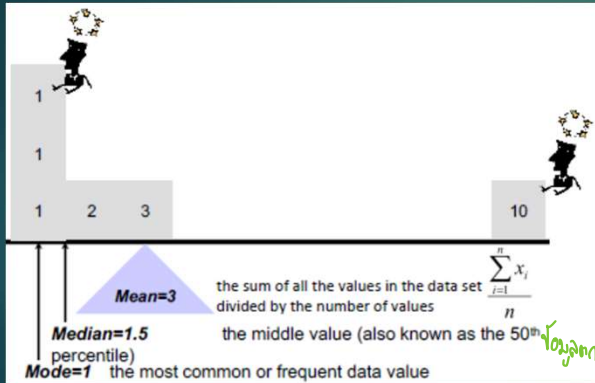 1
1
1 2 3 10
Mean=3 the sum of all the values in the data set
divided by the number of values
n
∑ xᵢ
i=1
n
Median=1.5 the middle value (also known as the 50th
percentile)
Mode=1 the most common or frequent data value